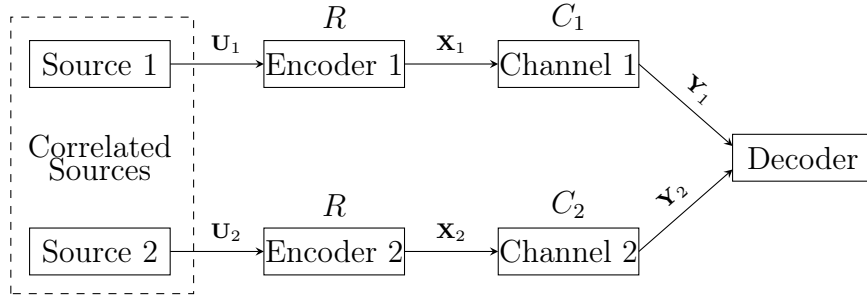 R
C₁
Source 1
U₁
Encoder 1
X₁
Channel 1
Y₁
Correlated
Sources
Decoder
R
C₂
Y₂
Source 2
U₂
Encoder 2
X₂
Channel 2